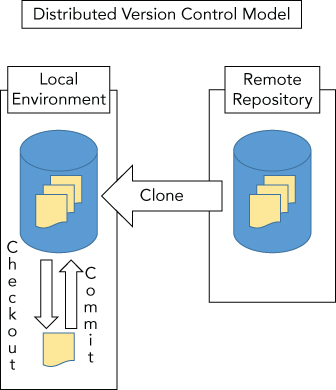 Distributed Version Control Model
Local
Environment
Remote
Repository
Clone
Checkout
Commit